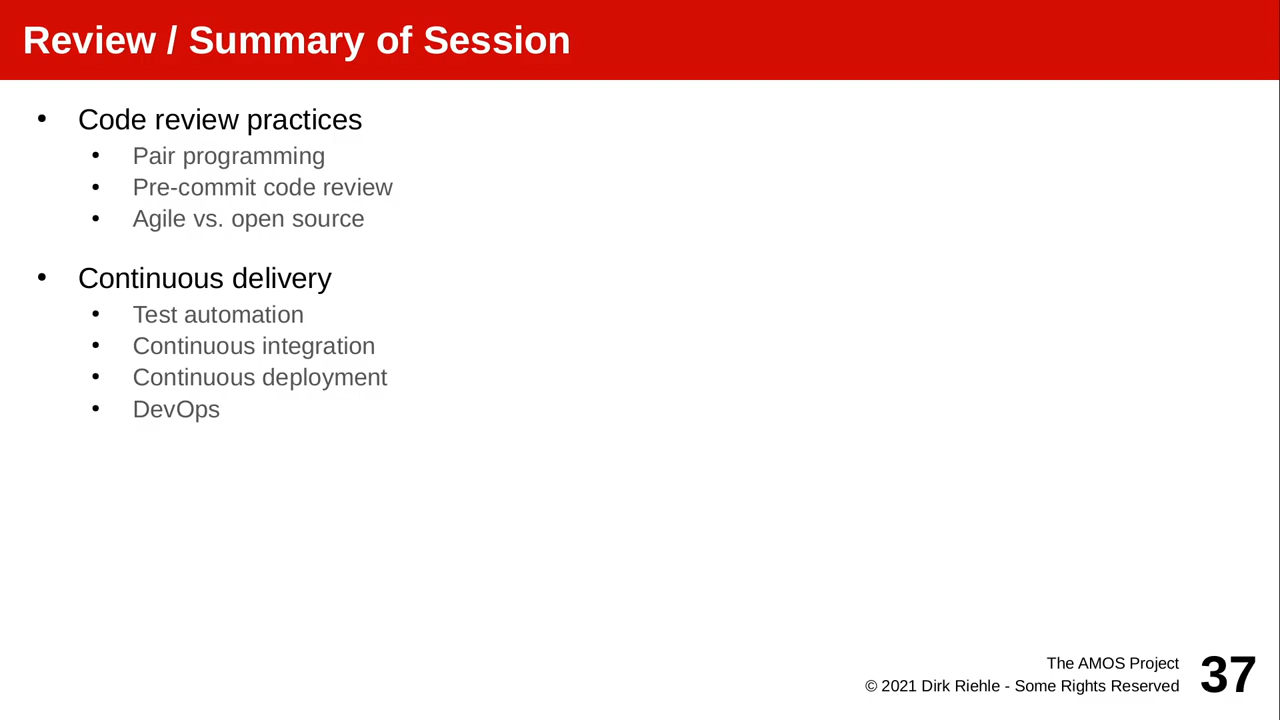 Review / Summary of Session
• Code review practices
• Pair programming
• Pre-commit code review
• Agile vs. open source
• Continuous delivery
• Test automation
• Continuous integration
• Continuous deployment
• DevOps
The AMOS Project
© 2021 Dirk Riehle - Some Rights Reserved
37